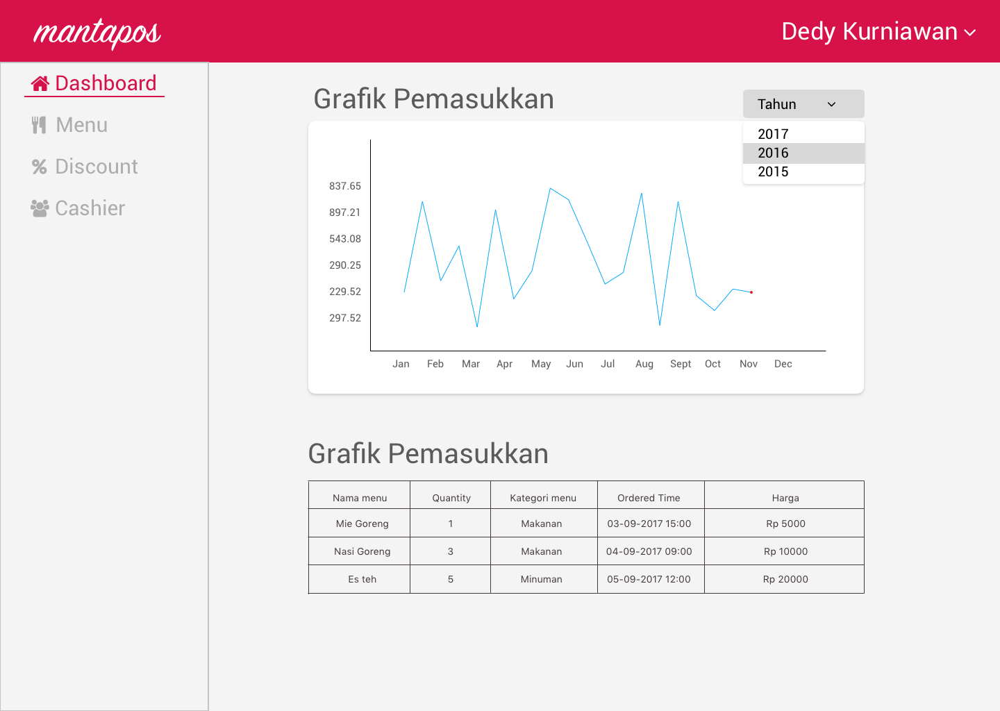 mantapos
Dedy Kurniawan
Dashboard
Menu
Discount
Cashier
Grafik Pemasukkan
Tahun
2017
2016
2015
837.65
897.21
543.08
290.25
229.52
297.52
Jan Feb Mar Apr May Jun Jul Aug Sept Oct Nov Dec
Grafik Pemasukkan
Nama menu Quantity Kategori menu Ordered Time Harga
Mie Goreng 1 Makanan 03-09-2017 15:00 Rp 5000
Nasi Goreng 3 Makanan 04-09-2017 09:00 Rp 10000
Es teh 5 Minuman 05-09-2017 12:00 Rp 20000